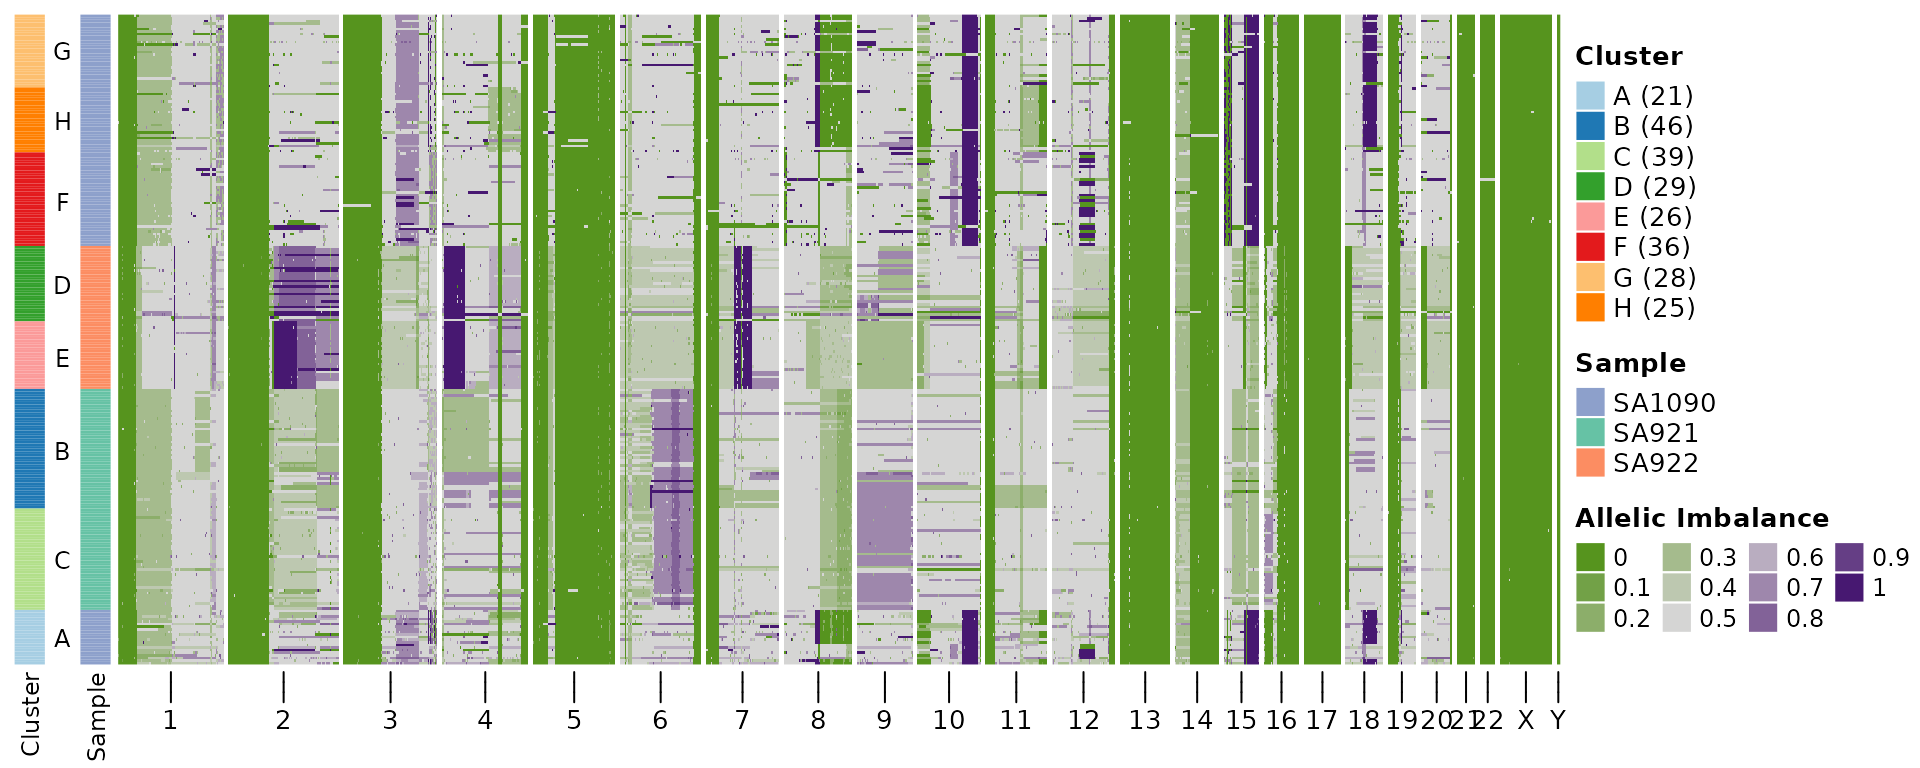 G
H
F
D
E
B
C
A
Cluster
Sample
1
2
3
4
5
6
7
8
9
10
11
12
13
14
15
16
17
18
19
20
21
22
X
Y
Cluster
A (21)
B (46)
C (39)
D (29)
E (26)
F (36)
G (28)
H (25)
Sample
SA1090
SA921
SA922
Allelic Imbalance
0 0.3 0.6 0.9
0.1 0.4 0.7 1
0.2 0.5 0.8